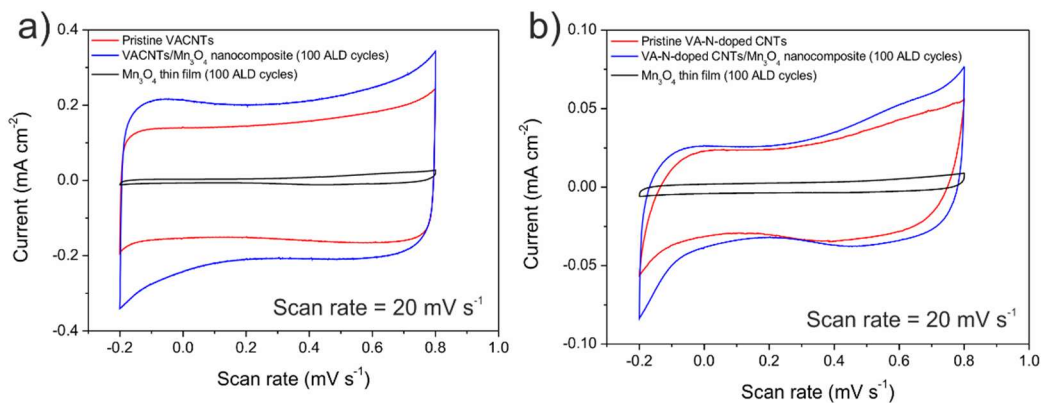 a)
Pristine VACNTs
VACNTs/Mn₃O₄ nanocomposite (100 ALD cycles)
Mn₃O₄ thin film (100 ALD cycles)
0.4
0.2
0.0
-0.2
-0.4
Current (mA cm⁻²)
Scan rate = 20 mV s⁻¹
-0.2 0.0 0.2 0.4 0.6 0.8 1.0
Scan rate (mV s⁻¹)
b)
Pristine VA-N-doped CNTs
VA-N-doped CNTs/Mn₃O₄ nanocomposite (100 ALD cycles)
Mn₃O₄ thin film (100 ALD cycles)
0.10
0.05
0.00
-0.05
-0.10
Current (mA cm⁻²)
Scan rate = 20 mV s⁻¹
-0.2 0.0 0.2 0.4 0.6 0.8 1.0
Scan rate (mV s⁻¹)